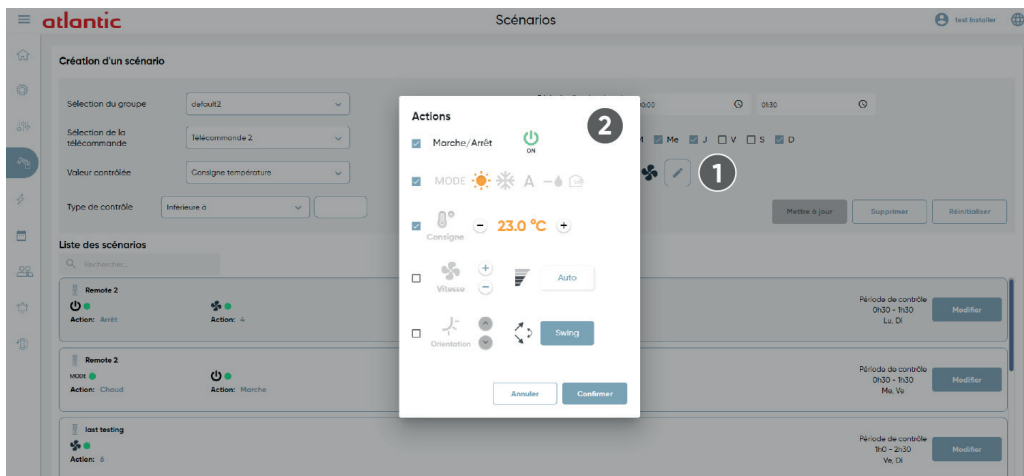 atlantic
Scénarios
test Installer
Création d'un scénario
Sélection du groupe
default2
00:00
01:30
Sélection de la
télécommande
Télécommande 2
Me J V S D
Valeur contrôlée
Consigne température
1
Type de contrôle
Inférieure à
Mettre à jour
Supprimer
Réinitialiser
Actions
2
Marche/Arrêt
ON
MODE
A
Consigne
- 23.0 °C +
Vitesse
+
-
Auto
Orientation
Swing
Annuler
Confirmer
Liste des scénarios
Rechercher...
Remote 2
Action: Arrêt
Action: 4
Période de contrôle
0h30 - 1h30
Lu, Di
Modifier
Remote 2
MODE
Action: Chaud
Action: Marche
Période de contrôle
0h30 - 1h30
Me, Ve
Modifier
last testing
Action: 6
Période de contrôle
1h0 - 2h30
Ve, Di
Modifier